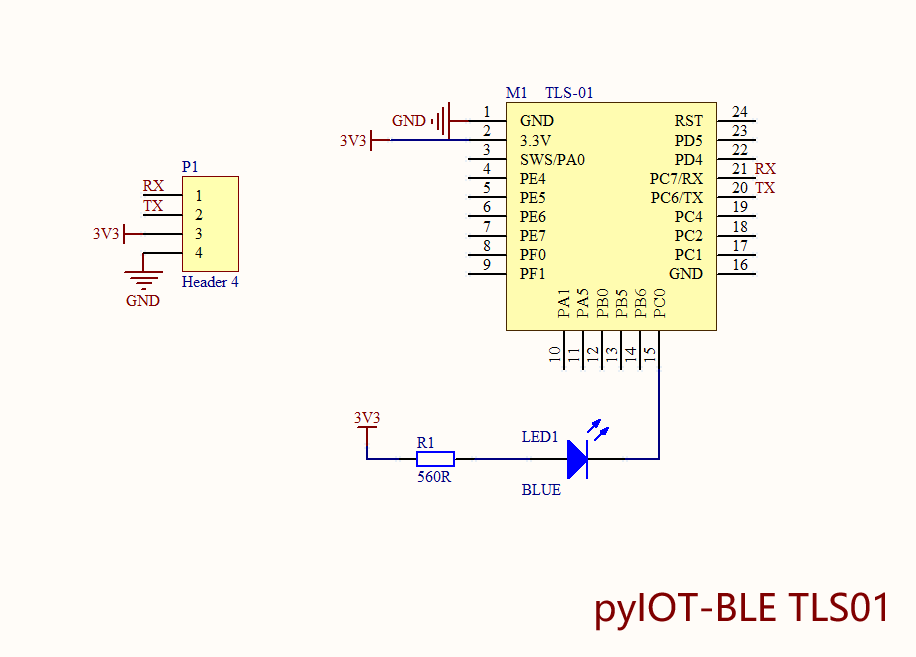 M1 TLS-01
GND 1 GND RST 24
3V3 2 3.3V PD5 23
3 SWS/PA0 PD4 22
4 PE4 PC7/RX 21 RX
5 PE5 PC6/TX 20 TX
6 PE6 PC4 19
7 PE7 PC2 18
8 PF0 PC1 17
9 PF1 GND 16
PA1 PA5 PB0 PB5 PB6 PC0
10 11 12 13 14 15
P1
RX 1
TX 2
3V3 3
4
GND
Header 4
3V3
R1
560R
LED1
BLUE
pyIOT-BLE TLS01